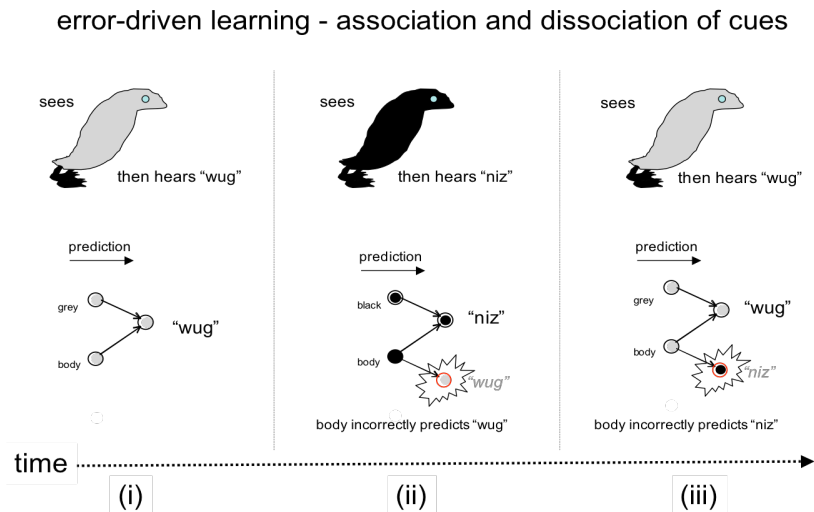 error-driven learning - association and dissociation of cues
sees
then hears “wug”
prediction
grey
“wug”
body
sees
then hears “niz”
prediction
black
“niz”
body
“wug”
body incorrectly predicts “wug”
sees
then hears “wug”
prediction
grey
“wug”
body
“niz”
body incorrectly predicts “niz”
time
(i)
(ii)
(iii)